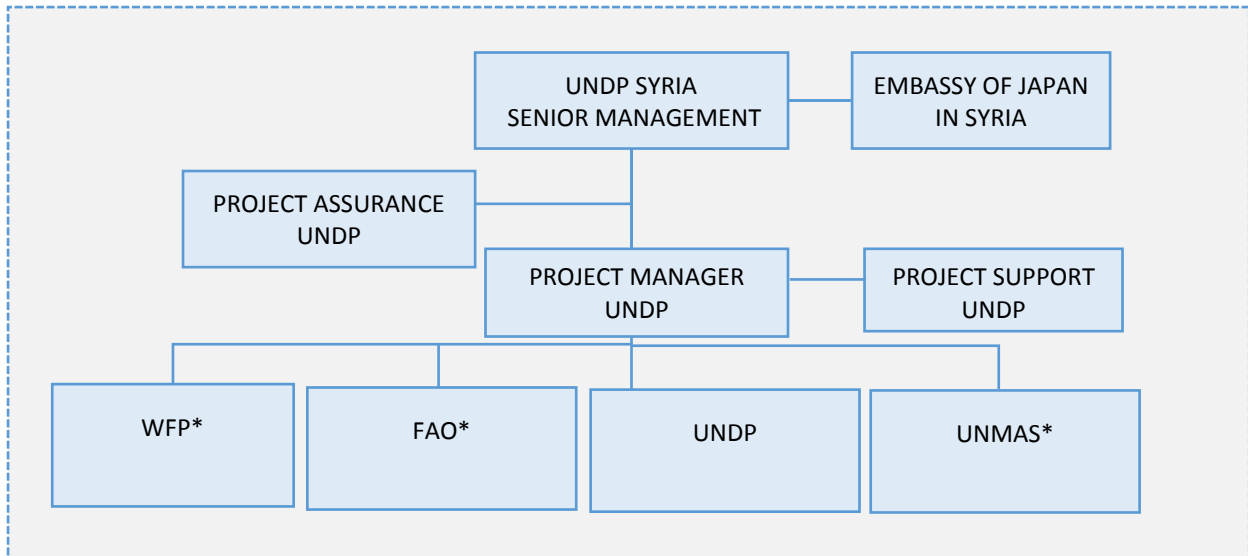 UNDP SYRIA
SENIOR MANAGEMENT
EMBASSY OF JAPAN
IN SYRIA
PROJECT ASSURANCE
UNDP
PROJECT MANAGER
UNDP
PROJECT SUPPORT
UNDP
WFP*
FAO*
UNDP
UNMAS*